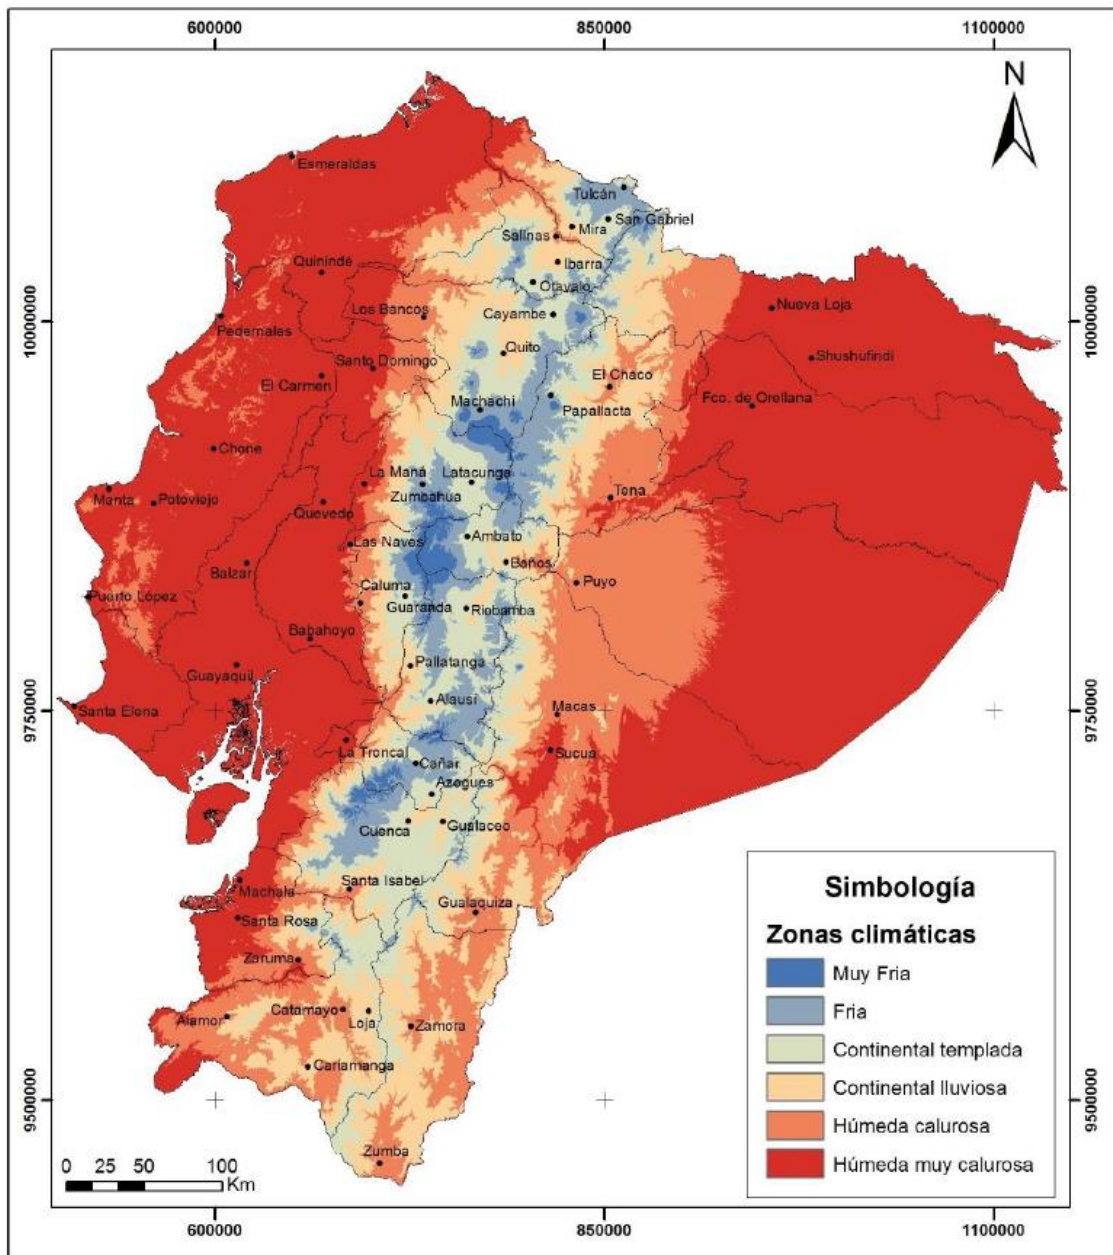 600000
850000
1100000
N
Esmeraldas
Tulcán
San Gabriel
Mira
Salinas
Ibarra
Quinindé
Otavalo
Nueva Loja
Los Bancos
Cayambe
10000000
10000000
Pedernales
Quito
Shushufindi
Santo Domingo
El Carmen
El Chaco
Machachi
Papallacta
Fco. de Orellana
Chone
La Maná
Latacunga
Zumbahua
Manta
Potoviejo
Tena
Quevedo
Las Naves
Ambato
Balzar
Baños
Caluma
Puyo
Puerto López
Guaranda
Riobamba
Babahoyo
Pallatanga
Guayaquil
Alausí
Santa Elena
Macas
9750000
9750000
La Troncal
Sucua
Cañar
Azogues
Cuenca
Gualaceo
Machala
Santa Isabel
Gualaquiza
Santa Rosa
Zaruma
Alamor
Catamayo
Loja
Zamora
Cariamanga
9500000
9500000
Zumba
Simbología
Zonas climáticas
Muy Fria
Fria
Continental templada
Continental lluviosa
Húmeda calurosa
Húmeda muy calurosa
0 25 50 100
Km
600000
850000
1100000